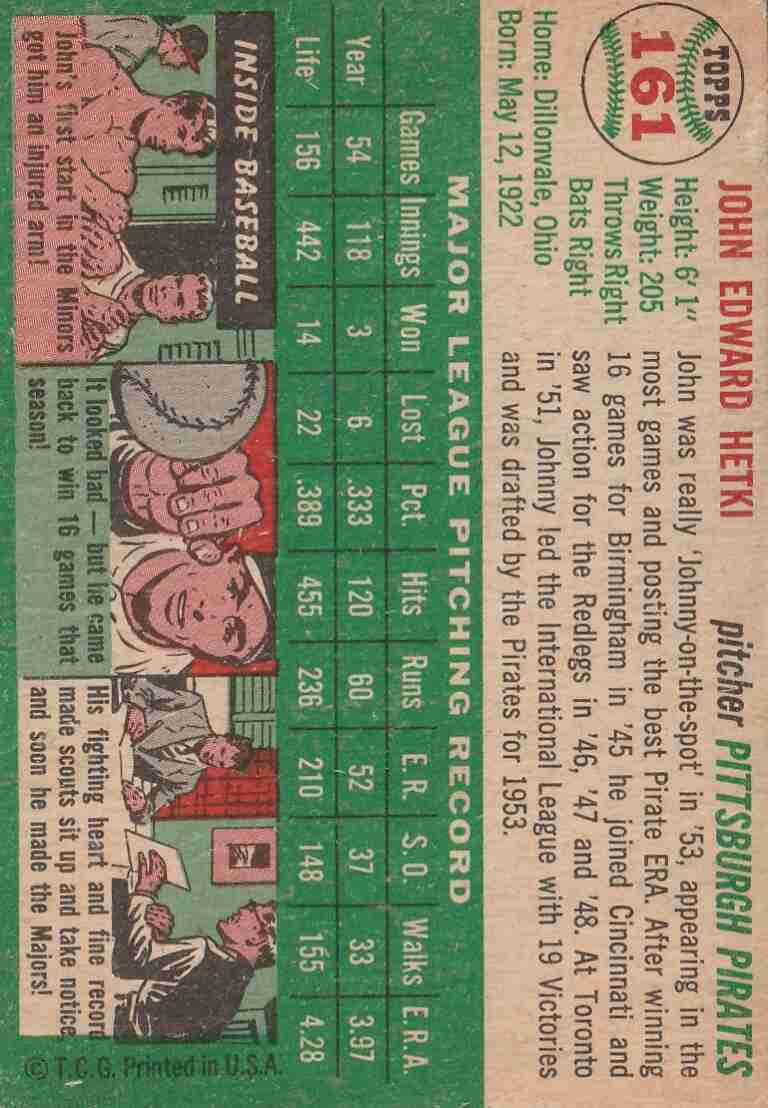 TOPPS
161
JOHN EDWARD HETKI
pitcher PITTSBURGH PIRATES
Height: 6' 1"
Weight: 205
Throws Right
Bats Right
Home: Dillonvale, Ohio
Born: May 12, 1922
John was really 'Johnny-on-the-spot' in '53, appearing in the
most games and posting the best Pirate ERA. After winning
16 games for Birmingham in '45 he joined Cincinnati and
saw action for the Redlegs in '46, '47 and '48. At Toronto
in '51, Johnny led the International League with 19 Victories
and was drafted by the Pirates for 1953.
MAJOR LEAGUE PITCHING RECORD
Games Innings Won Lost Pct. Hits Runs E.R. S.O. Walks E.R.A.
Year 54 118 3 6 .333 120 60 52 37 33 3.97
Life 156 442 14 22 .389 455 236 210 148 155 4.28
INSIDE BASEBALL
John's first start in the Minors
got him an injured arm!
It looked bad — but he came
back to win 16 games that
season!
His fighting heart and fine record
made scouts sit up and take notice
and soon he made the Majors!
© T.C.G. Printed in U.S.A.